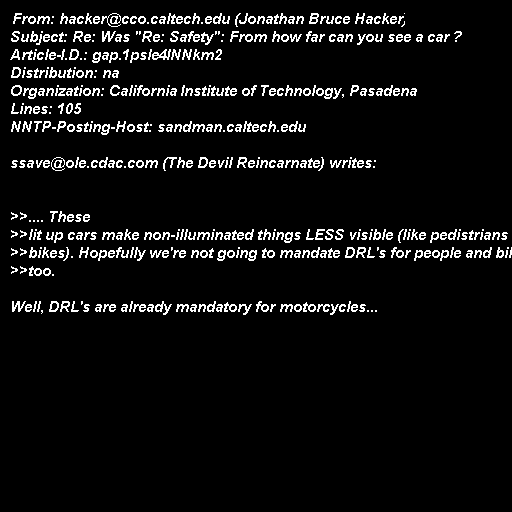 From: hacker@cco.caltech.edu (Jonathan Bruce Hacker)
Subject: Re: Was "Re: Safety": From how far can you see a car ?
Article-I.D.: gap.1psle4INNkm2
Distribution: na
Organization: California Institute of Technology, Pasadena
Lines: 105
NNTP-Posting-Host: sandman.caltech.edu
ssave@ole.cdac.com (The Devil Reincarnate) writes:
>>.... These
>>lit up cars make non-illuminated things LESS visible (like pedistrians
>>bikes). Hopefully we're not going to mandate DRL's for people and
>>too.
Well, DRL's are already mandatory for motorcycles...